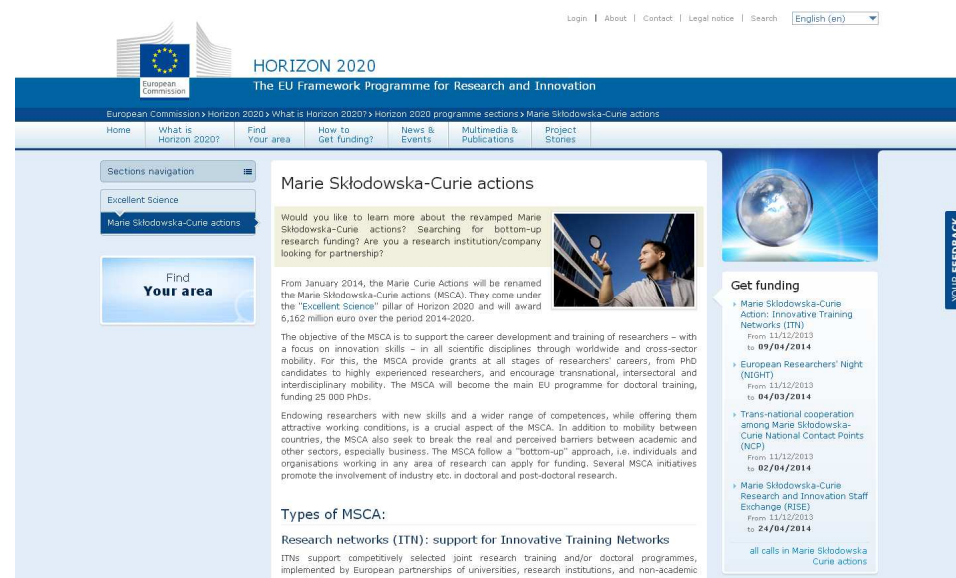 Login | About | Contact | Legal notice | Search English (en)
European
Commission
HORIZON 2020
The EU Framework Programme for Research and Innovation
European Commission > Horizon 2020 > What is Horizon 2020? > Horizon 2020 programme sections > Marie Skłodowska-Curie actions
Home
What is
Horizon 2020?
Find
Your area
How to
Get funding?
News &
Events
Multimedia &
Publications
Project
Stories
Sections navigation
Excellent Science
Marie Skłodowska-Curie actions
Find
Your area
Marie Skłodowska-Curie actions
Would you like to learn more about the revamped Marie
Skłodowska-Curie actions? Searching for bottom-up
research funding? Are you a research institution/company
looking for partnership?
From January 2014, the Marie Curie Actions will be renamed
the Marie Skłodowska-Curie actions (MSCA). They come under
the "Excellent Science" pillar of Horizon 2020 and will award
6,162 million euro over the period 2014-2020.
The objective of the MSCA is to support the career development and training of researchers – with
a focus on innovation skills – in all scientific disciplines through worldwide and cross-sector
mobility. For this, the MSCA provide grants at all stages of researchers' careers, from PhD
candidates to highly experienced researchers, and encourage transnational, intersectoral and
interdisciplinary mobility. The MSCA will become the main EU programme for doctoral training,
funding 25 000 PhDs.
Endowing researchers with new skills and a wider range of competences, while offering them
attractive working conditions, is a crucial aspect of the MSCA. In addition to mobility between
countries, the MSCA also seek to break the real and perceived barriers between academic and
other sectors, especially business. The MSCA follow a "bottom-up" approach, i.e. individuals and
organisations working in any area of research can apply for funding. Several MSCA initiatives
promote the involvement of industry etc. in doctoral and post-doctoral research.
Types of MSCA:
Research networks (ITN): support for Innovative Training Networks
ITNs support competitively selected joint research training and/or doctoral programmes,
implemented by European partnerships of universities, research institutions, and non-academic
Get funding
Marie Skłodowska-Curie
Action: Innovative Training
Networks (ITN)
From 11/12/2013
to 09/04/2014
European Researchers' Night
(NIGHT)
From 11/12/2013
to 04/03/2014
Trans-national cooperation
among Marie Skłodowska-
Curie National Contact Points
(NCP)
From 11/12/2013
to 02/04/2014
Marie Skłodowska-Curie
Research and Innovation Staff
Exchange (RISE)
From 11/12/2013
to 24/04/2014
all calls in Marie Skłodowska
Curie actions
YOUR FEEDBACK